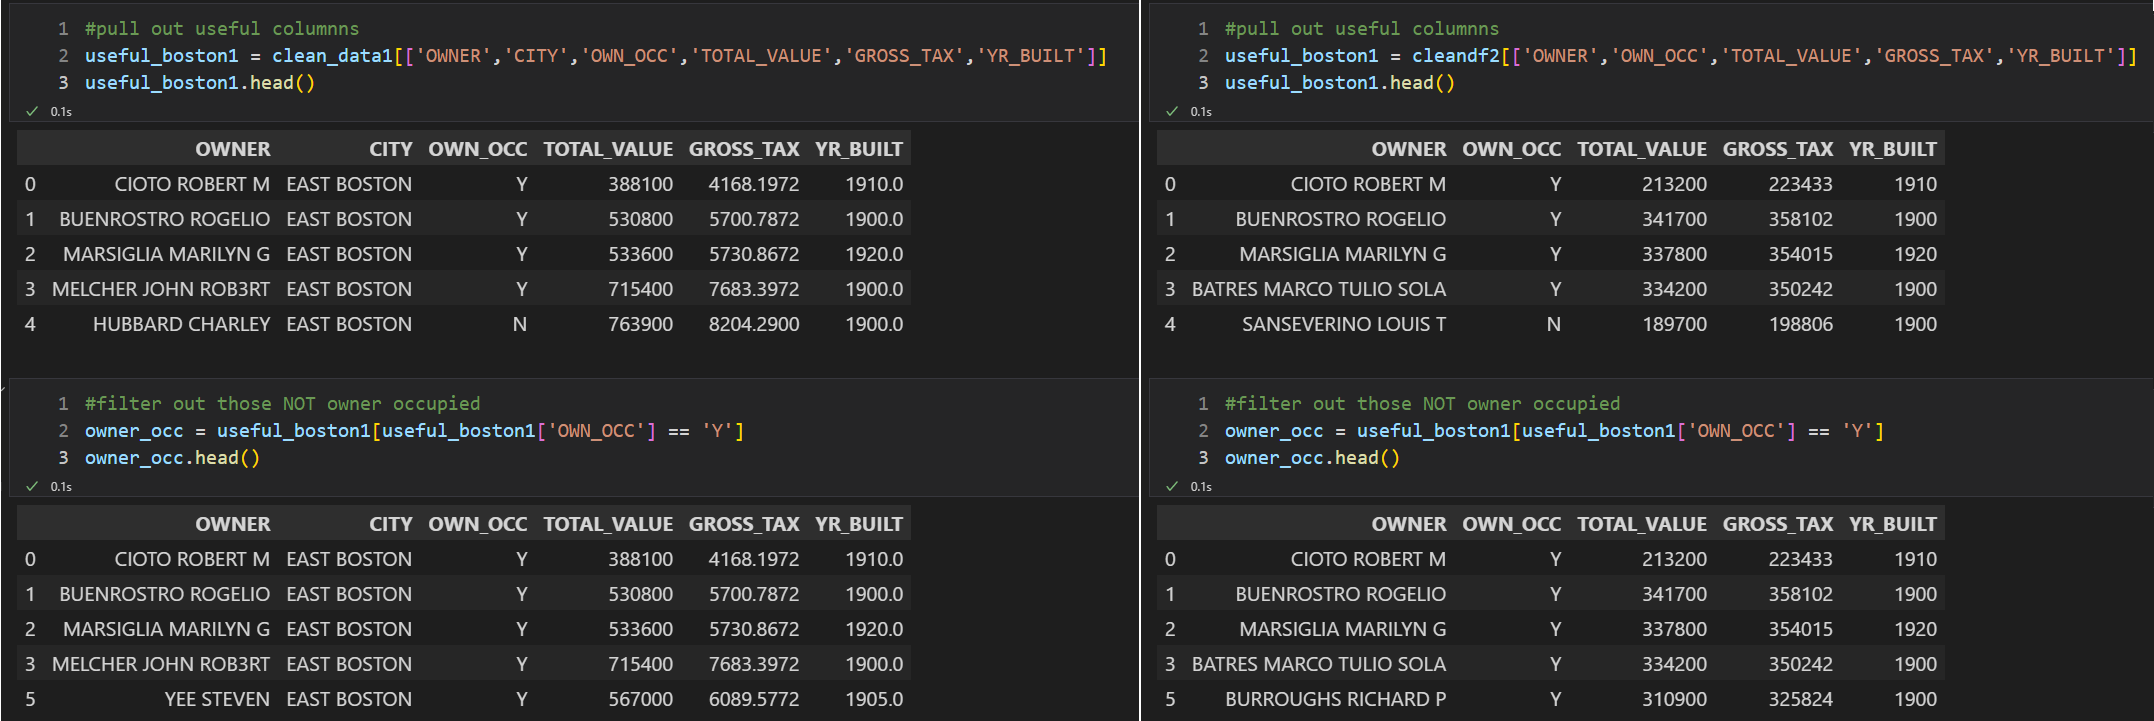 1 #pull out useful columnns
2 useful_boston1 = clean_data1[['OWNER','CITY','OWN_OCC','TOTAL_VALUE','GROSS_TAX','YR_BUILT']]
3 useful_boston1.head()
✓ 0.1s
OWNER CITY OWN_OCC TOTAL_VALUE GROSS_TAX YR_BUILT
0 CIOTO ROBERT M EAST BOSTON Y 388100 4168.1972 1910.0
1 BUENROSTRO ROGELIO EAST BOSTON Y 530800 5700.7872 1900.0
2 MARSIGLIA MARILYN G EAST BOSTON Y 533600 5730.8672 1920.0
3 MELCHER JOHN ROB3RT EAST BOSTON Y 715400 7683.3972 1900.0
4 HUBBARD CHARLEY EAST BOSTON N 763900 8204.2900 1900.0
1 #filter out those NOT owner occupied
2 owner_occ = useful_boston1[useful_boston1['OWN_OCC'] == 'Y']
3 owner_occ.head()
✓ 0.1s
OWNER CITY OWN_OCC TOTAL_VALUE GROSS_TAX YR_BUILT
0 CIOTO ROBERT M EAST BOSTON Y 388100 4168.1972 1910.0
1 BUENROSTRO ROGELIO EAST BOSTON Y 530800 5700.7872 1900.0
2 MARSIGLIA MARILYN G EAST BOSTON Y 533600 5730.8672 1920.0
3 MELCHER JOHN ROB3RT EAST BOSTON Y 715400 7683.3972 1900.0
5 YEE STEVEN EAST BOSTON Y 567000 6089.5772 1905.0
1 #pull out useful columnns
2 useful_boston1 = cleandf2[['OWNER','OWN_OCC','TOTAL_VALUE','GROSS_TAX','YR_BUILT']]
3 useful_boston1.head()
✓ 0.1s
OWNER OWN_OCC TOTAL_VALUE GROSS_TAX YR_BUILT
0 CIOTO ROBERT M Y 213200 223433 1910
1 BUENROSTRO ROGELIO Y 341700 358102 1900
2 MARSIGLIA MARILYN G Y 337800 354015 1920
3 BATRES MARCO TULIO SOLA Y 334200 350242 1900
4 SANSEVERINO LOUIS T N 189700 198806 1900
1 #filter out those NOT owner occupied
2 owner_occ = useful_boston1[useful_boston1['OWN_OCC'] == 'Y']
3 owner_occ.head()
✓ 0.1s
OWNER OWN_OCC TOTAL_VALUE GROSS_TAX YR_BUILT
0 CIOTO ROBERT M Y 213200 223433 1910
1 BUENROSTRO ROGELIO Y 341700 358102 1900
2 MARSIGLIA MARILYN G Y 337800 354015 1920
3 BATRES MARCO TULIO SOLA Y 334200 350242 1900
5 BURROUGHS RICHARD P Y 310900 325824 1900